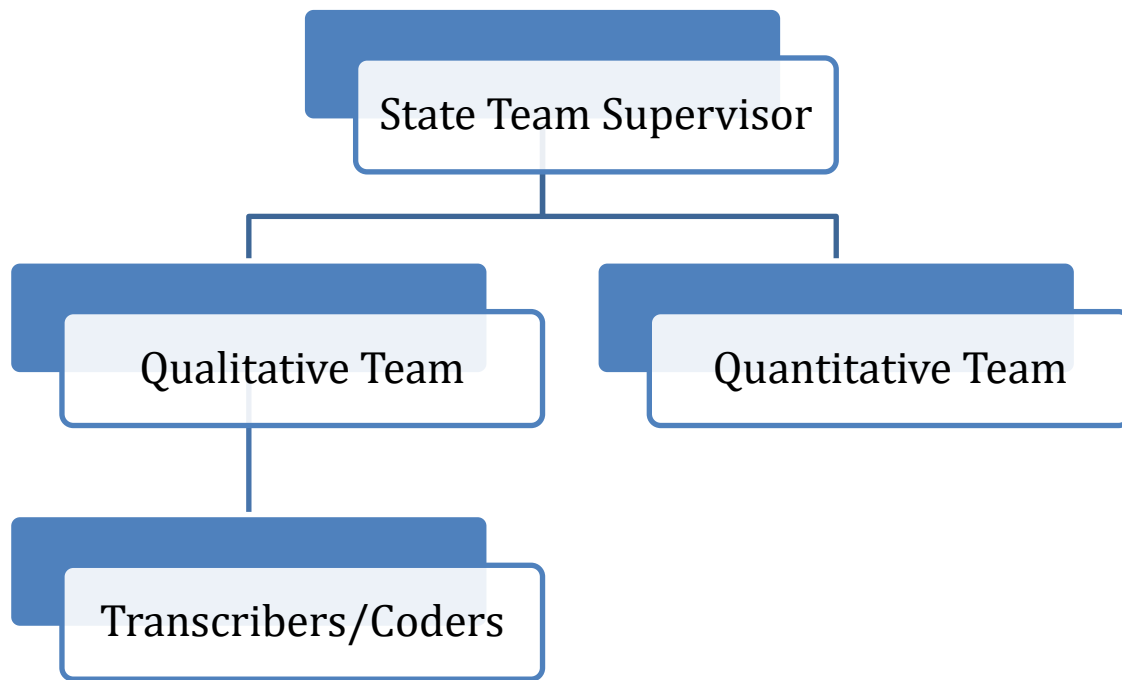 State Team Supervisor
Qualitative Team
Quantitative Team
Transcribers/Coders